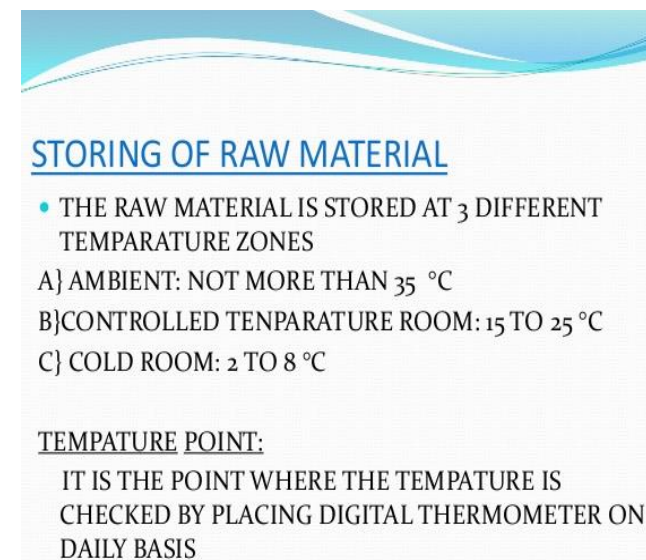 STORING OF RAW MATERIAL
• THE RAW MATERIAL IS STORED AT 3 DIFFERENT
TEMPARATURE ZONES
A} AMBIENT: NOT MORE THAN 35 °C
B}CONTROLLED TENPARATURE ROOM: 15 TO 25 °C
C} COLD ROOM: 2 TO 8 °C
TEMPATURE POINT:
IT IS THE POINT WHERE THE TEMPATURE IS
CHECKED BY PLACING DIGITAL THERMOMETER ON
DAILY BASIS